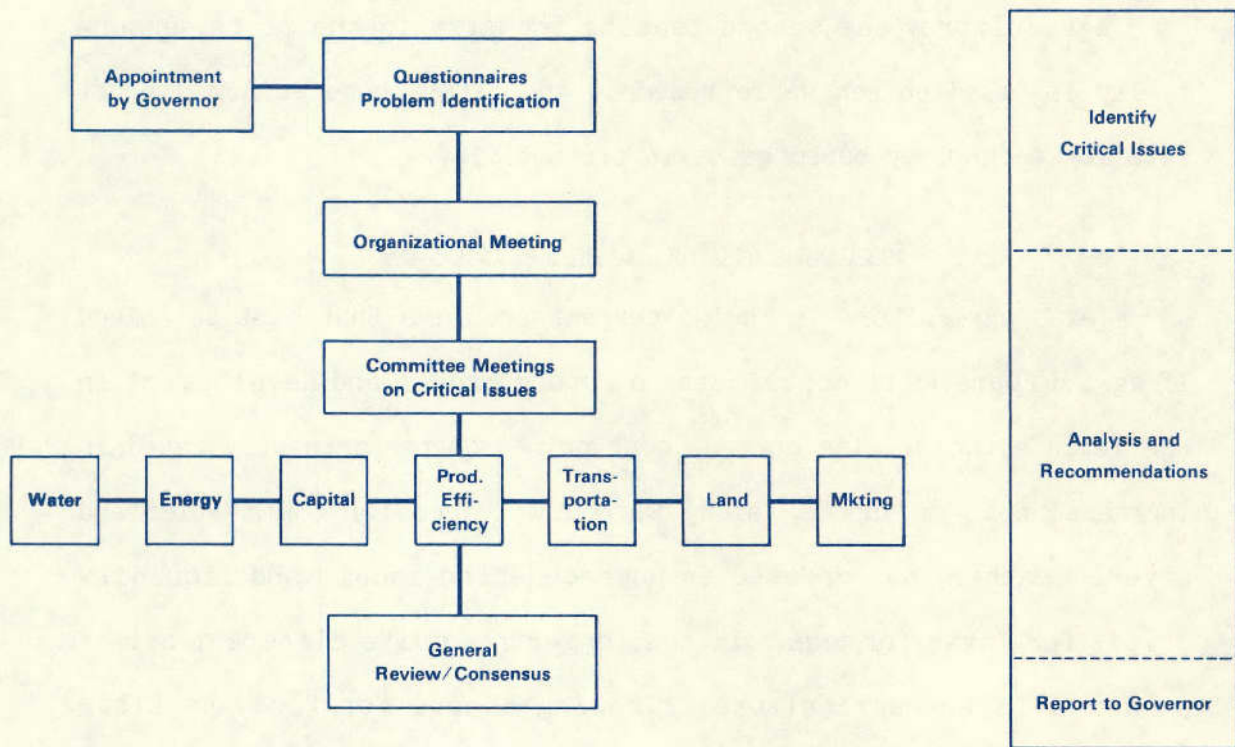 Appointment
by Governor
Questionnaires
Problem Identification
Organizational Meeting
Committee Meetings
on Critical Issues
Water
Energy
Capital
Prod.
Effi-
ciency
Trans-
porta-
tion
Land
Mkting
General
Review/Consensus
Identify
Critical Issues
Analysis and
Recommendations
Report to Governor